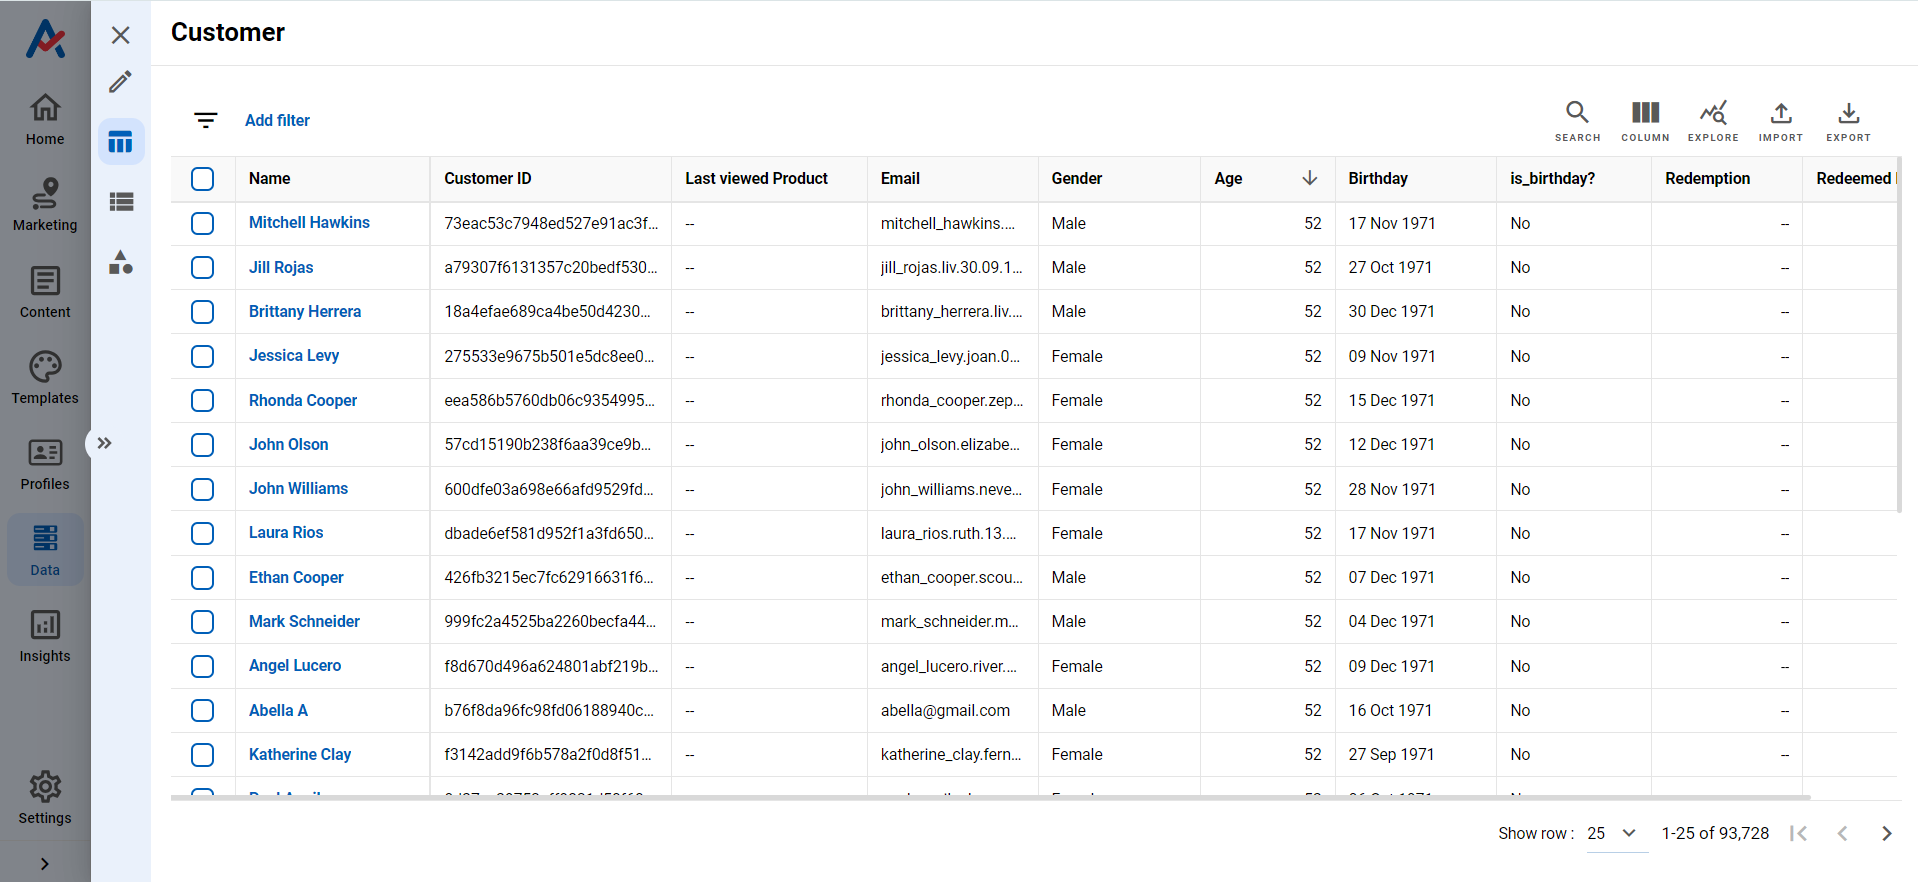 Customer
Home
Marketing
Content
Templates
Profiles
Data
Insights
Settings
Add filter
SEARCH COLUMN EXPLORE IMPORT EXPORT
Name Customer ID Last viewed Product Email Gender Age Birthday is_birthday? Redemption Redeemed
Mitchell Hawkins 73eac53c7948ed527e91ac3f... -- mitchell_hawkins.... Male 52 17 Nov 1971 No --
Jill Rojas a79307f6131357c20bedf530... -- jill_rojas.liv.30.09.1... Male 52 27 Oct 1971 No --
Brittany Herrera 18a4efae689ca4be50d4230... -- brittany_herrera.liv.... Male 52 30 Dec 1971 No --
Jessica Levy 275533e9675b501e5dc8ee0... -- jessica_levy.joan.0... Female 52 09 Nov 1971 No --
Rhonda Cooper eea586b5760db06c9354995... -- rhonda_cooper.zep... Female 52 15 Dec 1971 No --
John Olson 57cd15190b238f6aa39ce9b... -- john_olson.elizabe... Female 52 12 Dec 1971 No --
John Williams 600dfe03a698e66afd9529fd... -- john_williams.neve... Female 52 28 Nov 1971 No --
Laura Rios dbade6ef581d952f1a3fd650... -- laura_rios.ruth.13.... Female 52 17 Nov 1971 No --
Ethan Cooper 426fb3215ec7fc62916631f6... -- ethan_cooper.scou... Male 52 07 Dec 1971 No --
Mark Schneider 999fc2a4525ba2260becfa44... -- mark_schneider.m... Male 52 04 Dec 1971 No --
Angel Lucero f8d670d496a624801abf219b... -- angel_lucero.river.... Female 52 09 Dec 1971 No --
Abella A b76f8da96fc98fd06188940c... -- abella@gmail.com Male 52 16 Oct 1971 No --
Katherine Clay f3142add9f6b578a2f0d8f51... -- katherine_clay.fern... Female 52 27 Sep 1971 No --
Show row : 25 1-25 of 93,728